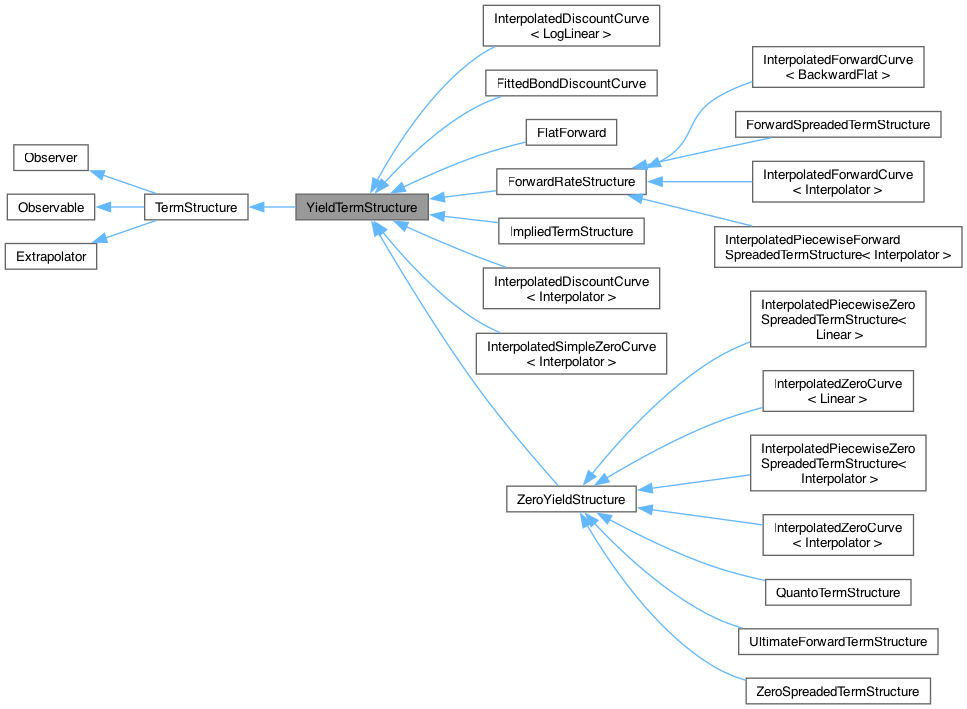 Observer
Observable
Extrapolator
TermStructure
YieldTermStructure
InterpolatedDiscountCurve
< LogLinear >
FittedBondDiscountCurve
FlatForward
ForwardRateStructure
ImpliedTermStructure
InterpolatedDiscountCurve
< Interpolator >
InterpolatedSimpleZeroCurve
< Interpolator >
ZeroYieldStructure
InterpolatedForwardCurve
< BackwardFlat >
ForwardSpreadedTermStructure
InterpolatedForwardCurve
< Interpolator >
InterpolatedPiecewiseForward
SpreadedTermStructure< Interpolator >
InterpolatedPiecewiseZero
SpreadedTermStructure<
Linear >
InterpolatedZeroCurve
< Linear >
InterpolatedPiecewiseZero
SpreadedTermStructure<
Interpolator >
InterpolatedZeroCurve
< Interpolator >
QuantoTermStructure
UltimateForwardTermStructure
ZeroSpreadedTermStructure